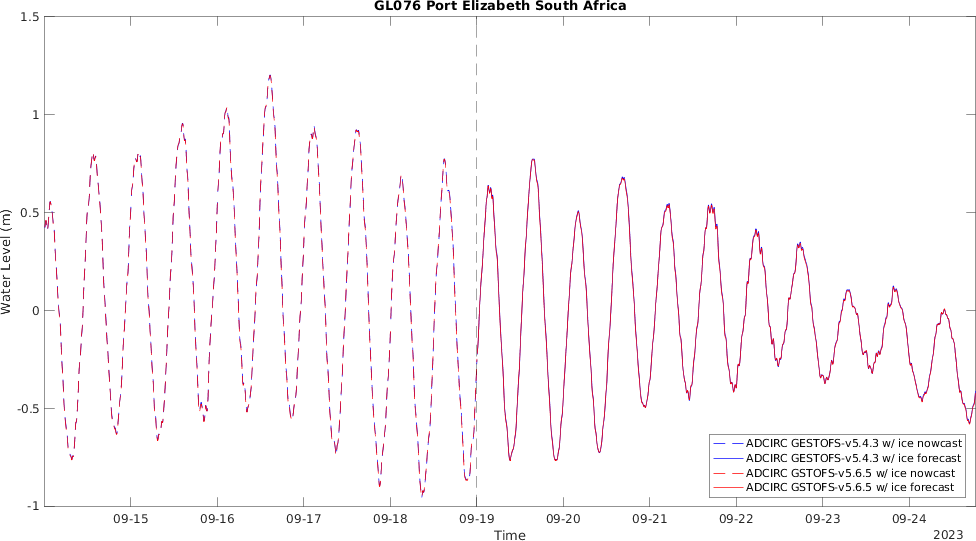 GL076 Port Elizabeth South Africa
1.5
1
0.5
0
-0.5
-1
Water Level (m)
ADCIRC GESTOFS-v5.4.3 w/ ice nowcast
ADCIRC GESTOFS-v5.4.3 w/ ice forecast
ADCIRC GSTOFS-v5.6.5 w/ ice nowcast
ADCIRC GSTOFS-v5.6.5 w/ ice forecast
09-15 09-16 09-17 09-18 09-19 09-20 09-21 09-22 09-23 09-24
Time
2023